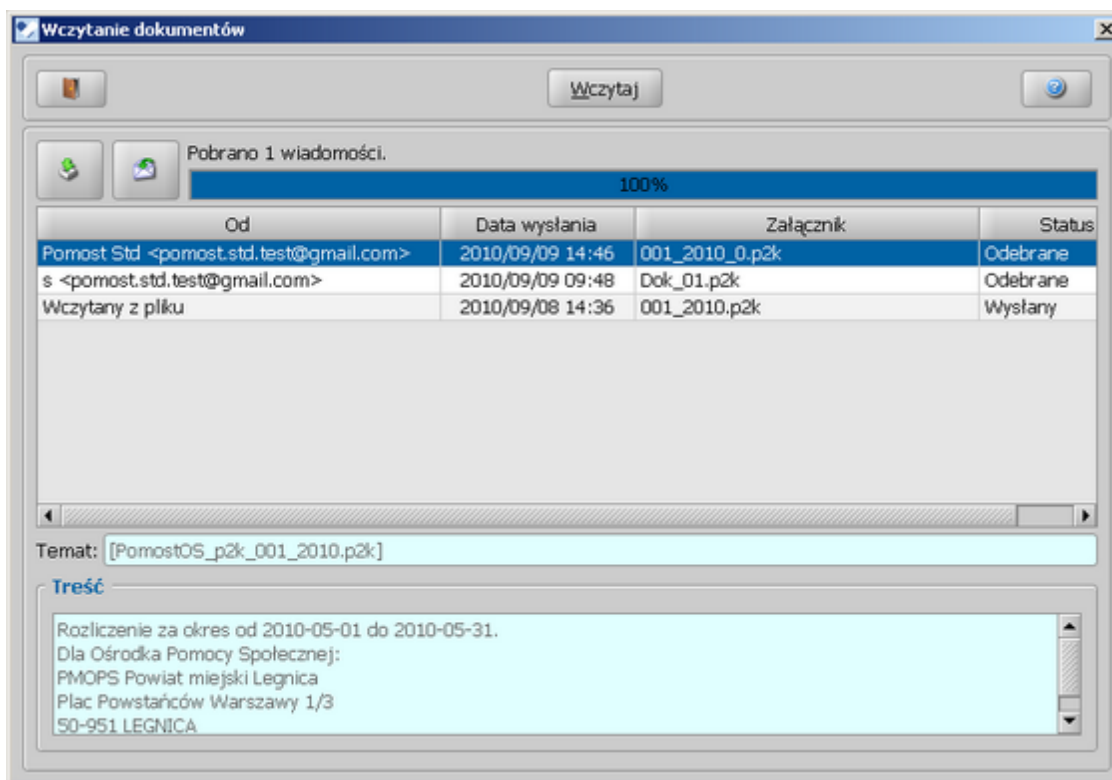 Wczytanie dokumentów
Wczytaj
Pobrano 1 wiadomości.
100%
Od Data wysłania Załącznik Status
Pomost Std <pomost.std.test@gmail.com> 2010/09/09 14:46 001_2010_0.p2k Odebrane
s <pomost.std.test@gmail.com> 2010/09/09 09:48 Dok_01.p2k Odebrane
Wczytany z pliku 2010/09/08 14:36 001_2010.p2k Wysłany
Temat: [PomostOS_p2k_001_2010.p2k]
Treść
Rozliczenie za okres od 2010-05-01 do 2010-05-31.
Dla Ośrodka Pomocy Społecznej:
PMOPS Powiat miejski Legnica
Plac Powstańców Warszawy 1/3
50-951 LEGNICA